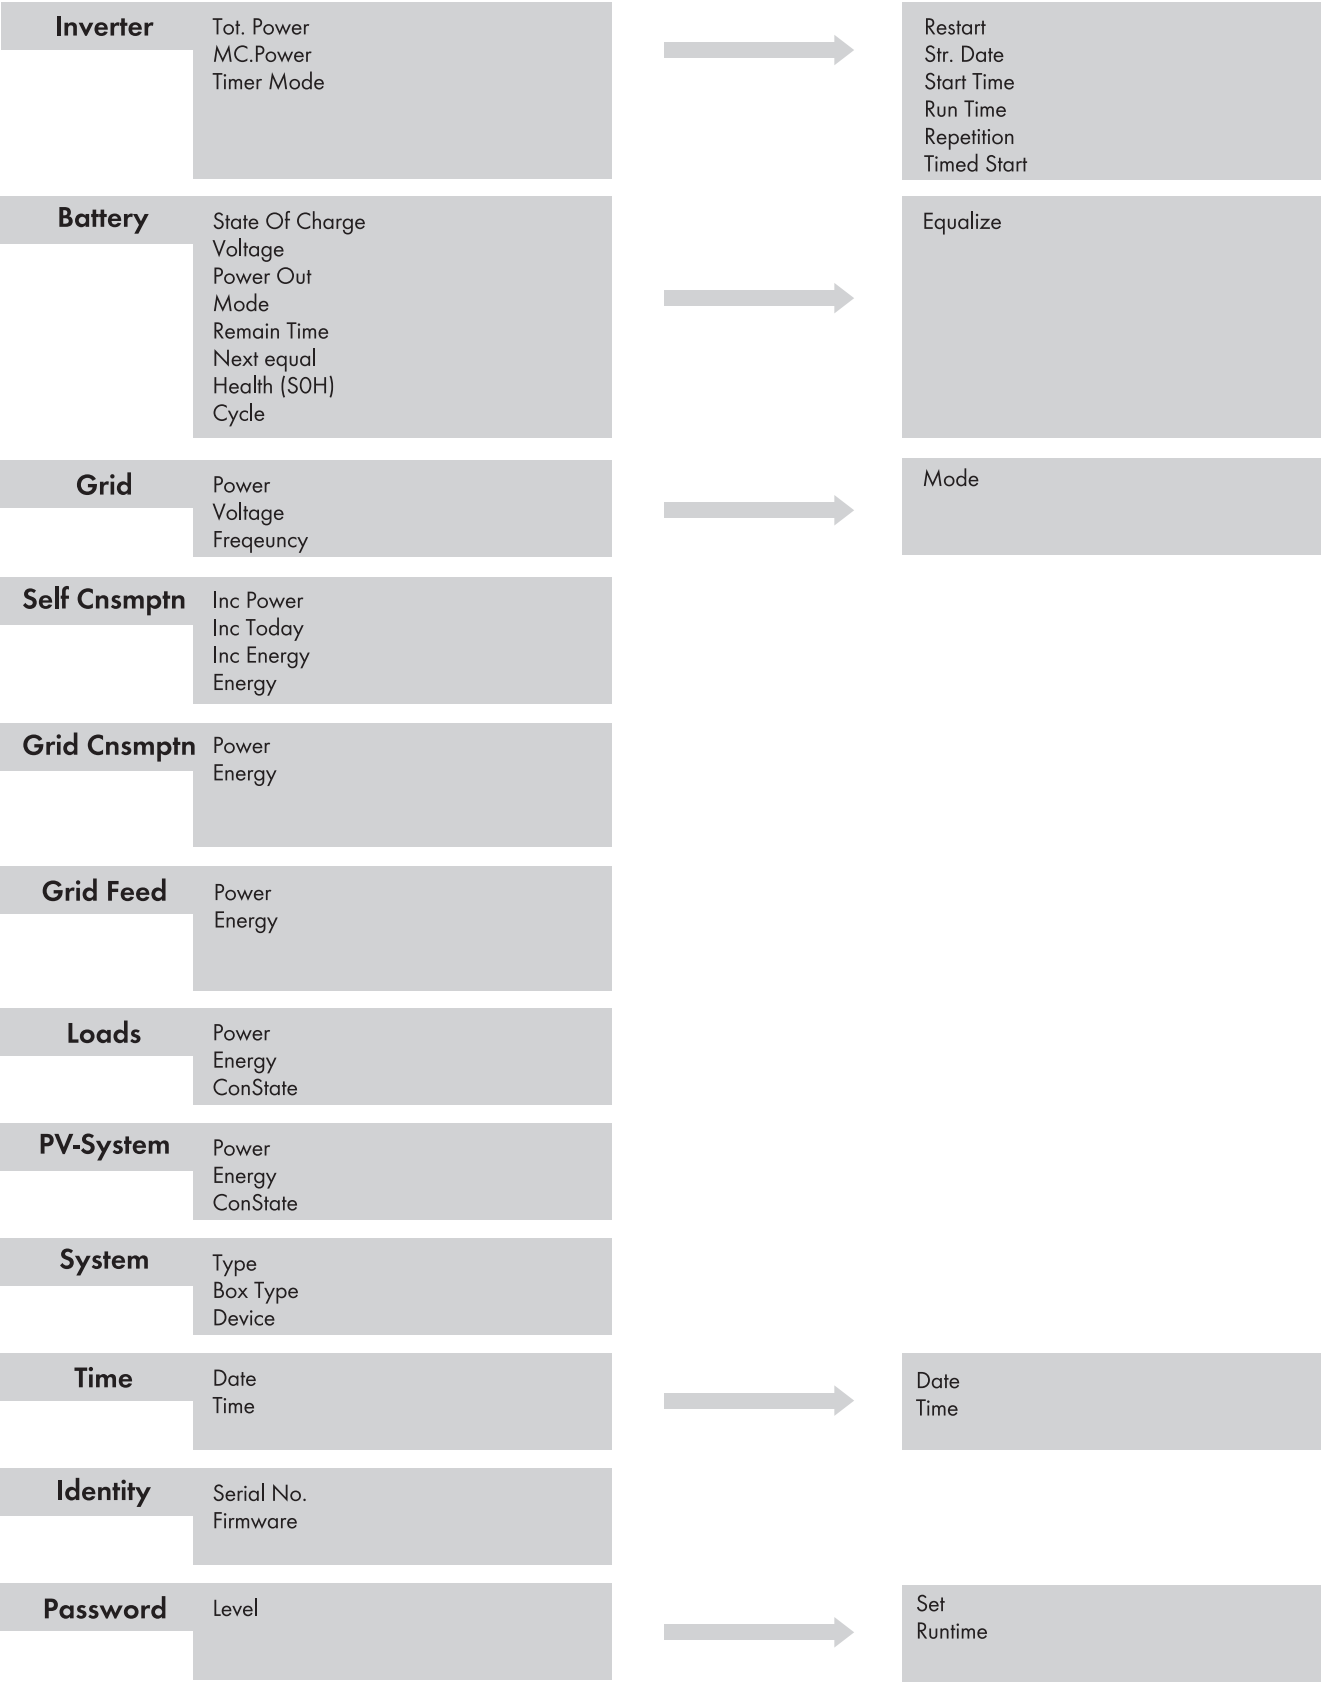 Inverter
Tot. Power
MC.Power
Timer Mode
Restart
Str. Date
Start Time
Run Time
Repetition
Timed Start
Battery
State Of Charge
Voltage
Power Out
Mode
Remain Time
Next equal
Health (S0H)
Cycle
Equalize
Grid
Power
Voltage
Freqeuncy
Mode
Self Cnsmptn
Inc Power
Inc Today
Inc Energy
Energy
Grid Cnsmptn
Power
Energy
Grid Feed
Power
Energy
Loads
Power
Energy
ConState
PV-System
Power
Energy
ConState
System
Type
Box Type
Device
Time
Date
Time
Date
Time
Identity
Serial No.
Firmware
Password
Level
Set
Runtime